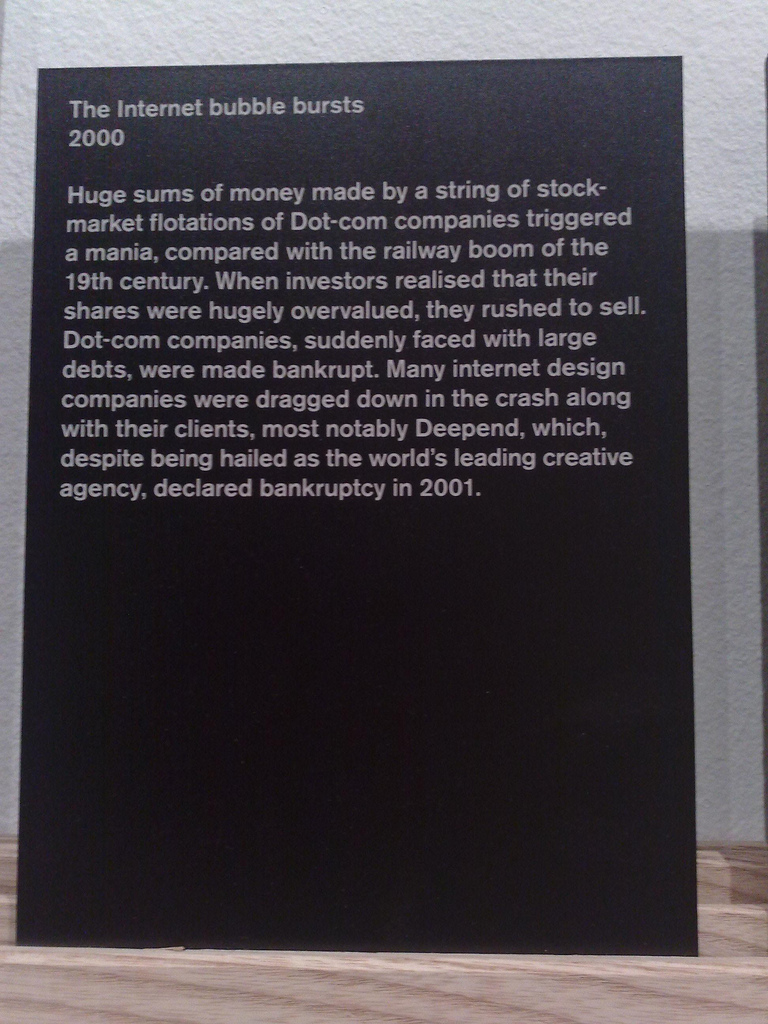 The Internet bubble bursts
2000
Huge sums of money made by a string of stock-
market flotations of Dot-com companies triggered
a mania, compared with the railway boom of the
19th century. When investors realised that their
shares were hugely overvalued, they rushed to sell.
Dot-com companies, suddenly faced with large
debts, were made bankrupt. Many internet design
companies were dragged down in the crash along
with their clients, most notably Deepend, which,
despite being hailed as the world's leading creative
agency, declared bankruptcy in 2001.